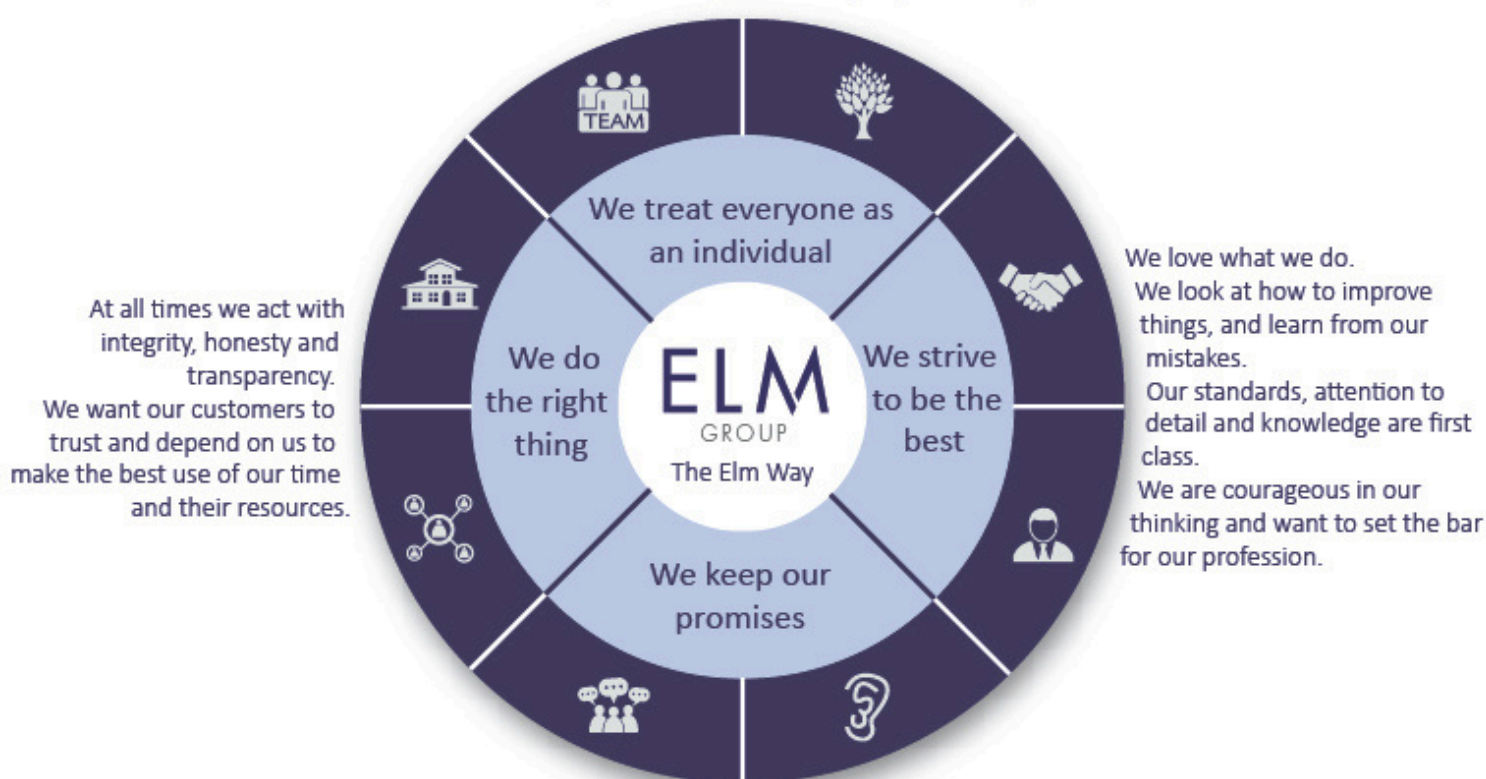 TEAM
We treat everyone as
an individual
At all times we act with
integrity, honesty and
transparency.
We want our customers to
trust and depend on us to
make the best use of our time
and their resources.
We do
the right
thing
ELM
GROUP
The Elm Way
We strive
to be the
best
We love what we do.
We look at how to improve
things, and learn from our
mistakes.
Our standards, attention to
detail and knowledge are first
class.
We are courageous in our
thinking and want to set the bar
for our profession.
We keep our
promises